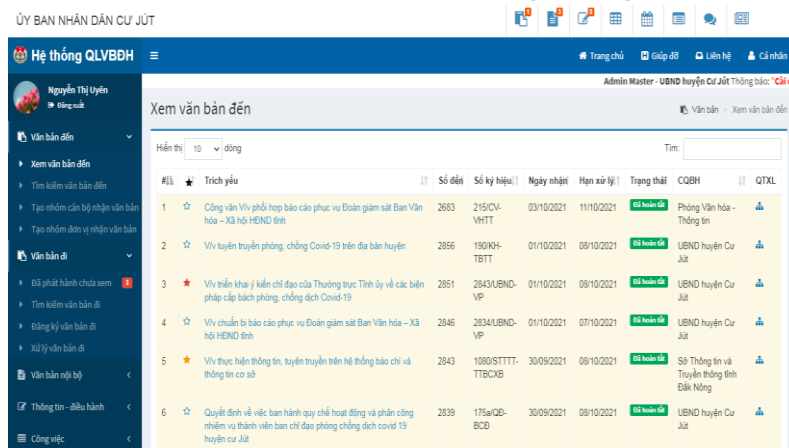 ỦY BAN NHÂN DÂN CƯ JÚT
Hệ thống QLVBĐH
Trang chủ Giúp đỡ Liên hệ Cá nhân
Nguyễn Thị Uyên
Đăng xuất
Admin Master - UBND huyện Cư Jút Thông báo: "Cài
Xem văn bản đến
Văn bản > Xem văn bản đến
Văn bản đến
Xem văn bản đến
Tìm kiếm văn bản đến
Tạo nhóm cán bộ nhận văn bản
Tạo nhóm đơn vị nhận văn bản
Văn bản đi
Đã phát hành chưa xem 1
Tìm kiếm văn bản đi
Đăng ký văn bản đi
Xử lý văn bản đi
Văn bản nội bộ
Thông tin - điều hành
Công việc
Hiển thị 10 dòng
Tìm:
# Trích yếu Số đến Số ký hiệu Ngày nhận Hạn xử lý Trạng thái CQBH QTXL
1 Công văn V/v phối hợp báo cáo phục vụ Đoàn giám sát Ban Văn 2683 215/CV- 03/10/2021 11/10/2021 Đã hoàn tất Phòng Văn hóa -
hóa – Xã hội HĐND tỉnh VHTT Thông tin
2 V/v tuyên truyền phòng, chống Covid-19 trên địa bàn huyện 2856 190/KH- 01/10/2021 08/10/2021 Đã hoàn tất UBND huyện Cư
TBTT Jút
3 V/v triển khai ý kiến chỉ đạo của Thường trực Tỉnh ủy về các biện 2851 2843/UBND- 01/10/2021 08/10/2021 Đã hoàn tất UBND huyện Cư
pháp cấp bách phòng, chống dịch Covid-19 VP Jút
4 V/v chuẩn bị báo cáo phục vụ Đoàn giám sát Ban Văn hóa – Xã 2846 2834/UBND- 01/10/2021 07/10/2021 Đã hoàn tất UBND huyện Cư
hội HĐND tỉnh VP Jút
5 V/v thực hiện thông tin, tuyên truyền trên hệ thống báo chí và 2843 1080/STTTT- 30/09/2021 08/10/2021 Đã hoàn tất Sở Thông tin và
thông tin cơ sở TTBCXB Truyền thông tỉnh
Đắk Nông
6 Quyết định về việc ban hành quy chế hoạt động và phân công 2839 175a/QĐ- 30/09/2021 08/10/2021 Đã hoàn tất UBND huyện Cư
nhiệm vụ thành viên ban chỉ đạo phòng chống dịch covid 19 BCĐ Jút
huyện cư Jút